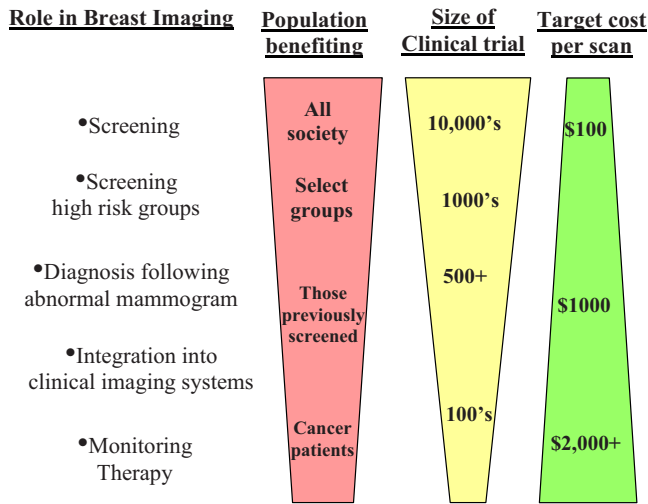 Role in Breast Imaging
Population
benefiting
Size of
Clinical trial
Target cost
per scan
•Screening
All
society
10,000's
$100
•Screening
high risk groups
Select
groups
1000's
•Diagnosis following
abnormal mammogram
Those
previously
screened
500+
$1000
•Integration into
clinical imaging systems
•Monitoring
Therapy
Cancer
patients
100's
$2,000+